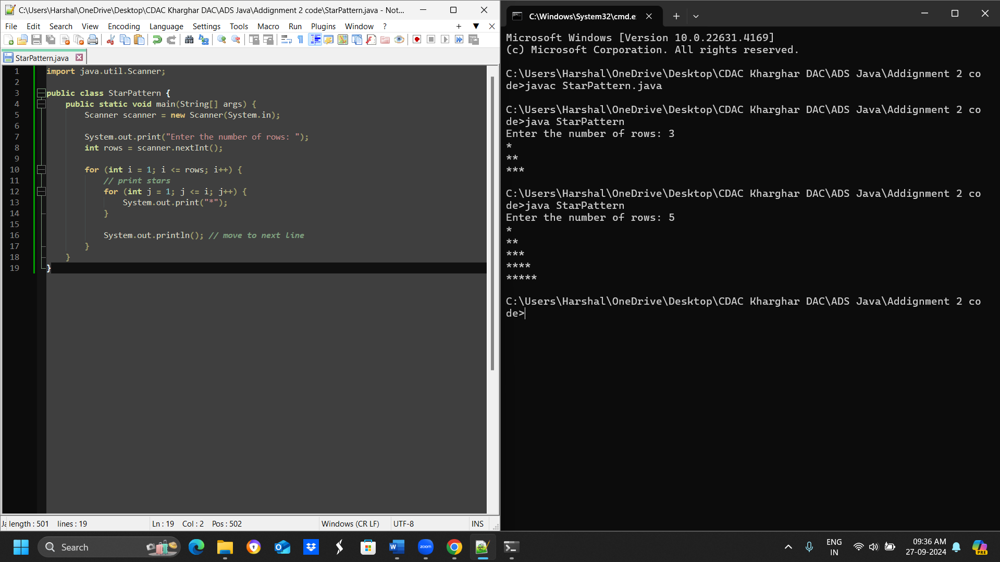 C:\Users\Harshal\OneDrive\Desktop\CDAC Kharghar DAC\ADS Java\Addignment 2 code\StarPattern.java - Not...
File Edit Search View Encoding Language Settings Tools Macro Run Plugins Window ?
StarPattern.java
1 import java.util.Scanner;
2
3 public class StarPattern {
4 public static void main(String[] args) {
5 Scanner scanner = new Scanner(System.in);
6
7 System.out.print("Enter the number of rows: ");
8 int rows = scanner.nextInt();
9
10 for (int i = 1; i <= rows; i++) {
11 // print stars
12 for (int j = 1; j <= i; j++) {
13 System.out.print("*");
14 }
15
16 System.out.println(); // move to next line
17 }
18 }
19 }
Ja length : 501 lines : 19 Ln : 19 Col : 2 Pos : 502 Windows (CR LF) UTF-8 INS
C:\Windows\System32\cmd.e
Microsoft Windows [Version 10.0.22631.4169]
(c) Microsoft Corporation. All rights reserved.
C:\Users\Harshal\OneDrive\Desktop\CDAC Kharghar DAC\ADS Java\Addignment 2 co
de>javac StarPattern.java
C:\Users\Harshal\OneDrive\Desktop\CDAC Kharghar DAC\ADS Java\Addignment 2 co
de>java StarPattern
Enter the number of rows: 3
*
**
***
C:\Users\Harshal\OneDrive\Desktop\CDAC Kharghar DAC\ADS Java\Addignment 2 co
de>java StarPattern
Enter the number of rows: 5
*
**
***
****
*****
C:\Users\Harshal\OneDrive\Desktop\CDAC Kharghar DAC\ADS Java\Addignment 2 co
de>
Search
zoom
ENG
IN
09:36 AM
27-09-2024
PRE